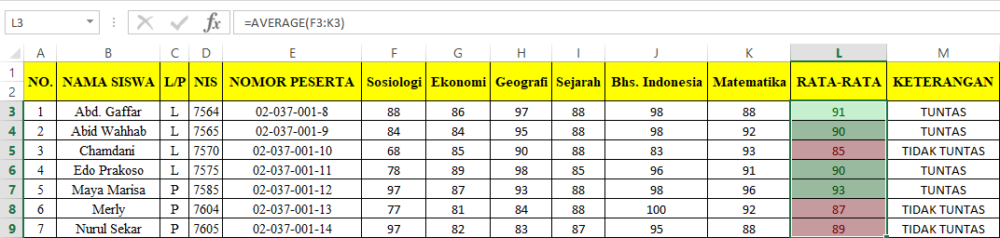 L3 fx =AVERAGE(F3:K3)
A B C D E F G H I J K L M
1 NO. NAMA SISWA L/P NIS NOMOR PESERTA Sosiologi Ekonomi Geografi Sejarah Bhs. Indonesia Matematika RATA-RATA KETERANGAN
2
3 1 Abd. Gaffar L 7564 02-037-001-8 88 86 97 88 98 88 91 TUNTAS
4 2 Abid Wahhab L 7565 02-037-001-9 84 84 95 88 98 92 90 TUNTAS
5 3 Chamdani L 7570 02-037-001-10 68 85 90 88 83 93 85 TIDAK TUNTAS
6 4 Edo Prakoso L 7575 02-037-001-11 78 89 98 85 96 91 90 TUNTAS
7 5 Maya Marisa P 7585 02-037-001-12 97 87 93 88 98 96 93 TUNTAS
8 6 Merly P 7604 02-037-001-13 77 81 84 88 100 92 87 TIDAK TUNTAS
9 7 Nurul Sekar P 7605 02-037-001-14 97 82 83 87 95 88 89 TIDAK TUNTAS